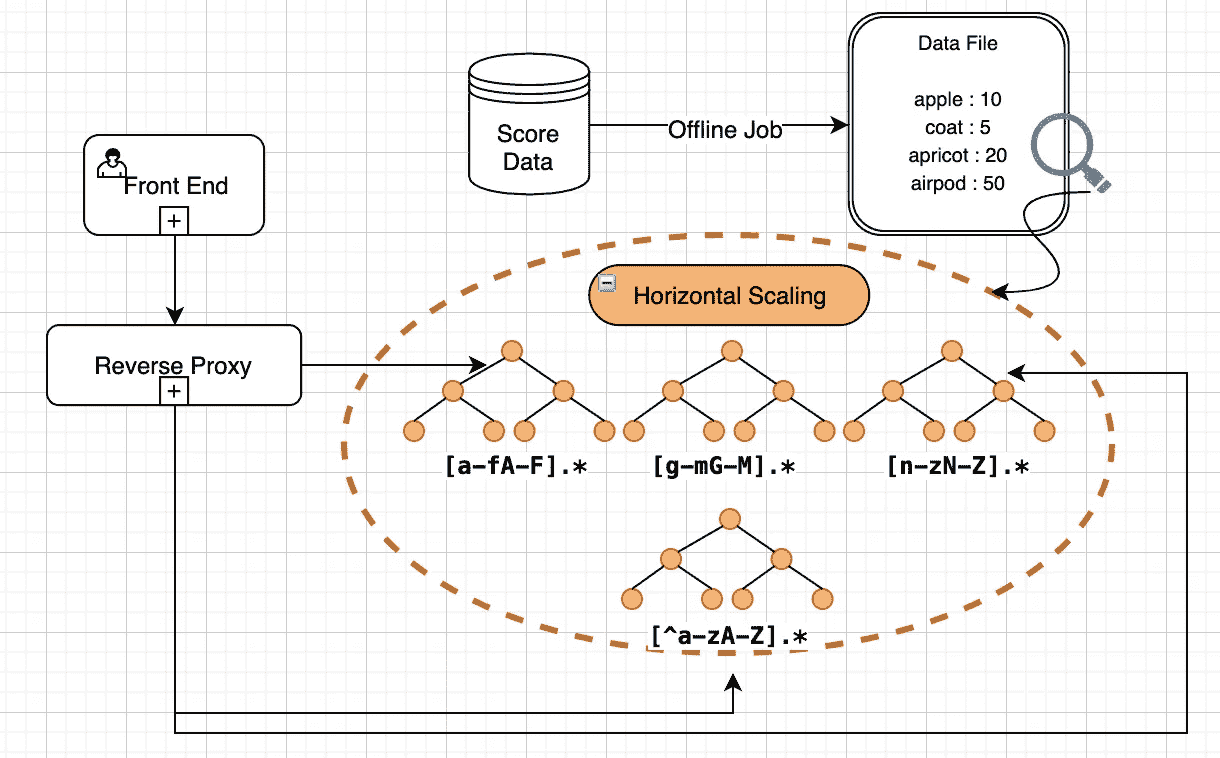 Data File
apple : 10
coat : 5
apricot : 20
airpod : 50
Score
Data
Offline Job
Front End
+
Horizontal Scaling
Reverse Proxy
+
[a-fA-F].*
[g-mG-M].*
[n-zN-Z].*
[^a-zA-Z].*